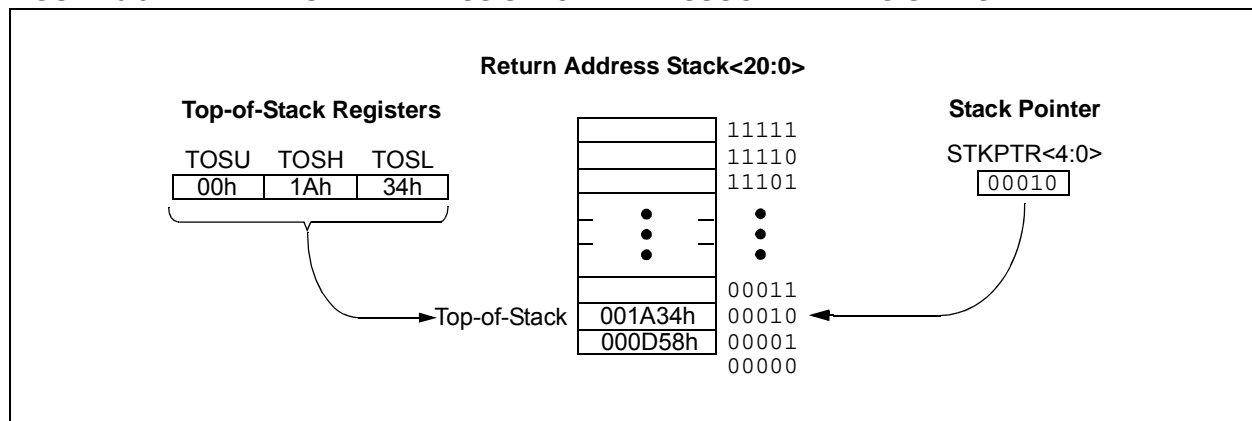 Return Address Stack<20:0>
Top-of-Stack Registers
Stack Pointer
TOSU TOSH TOSL
STKPTR<4:0>
00h 1Ah 34h
00010
11111
11110
11101
00011
Top-of-Stack 001A34h 00010
000D58h 00001
00000